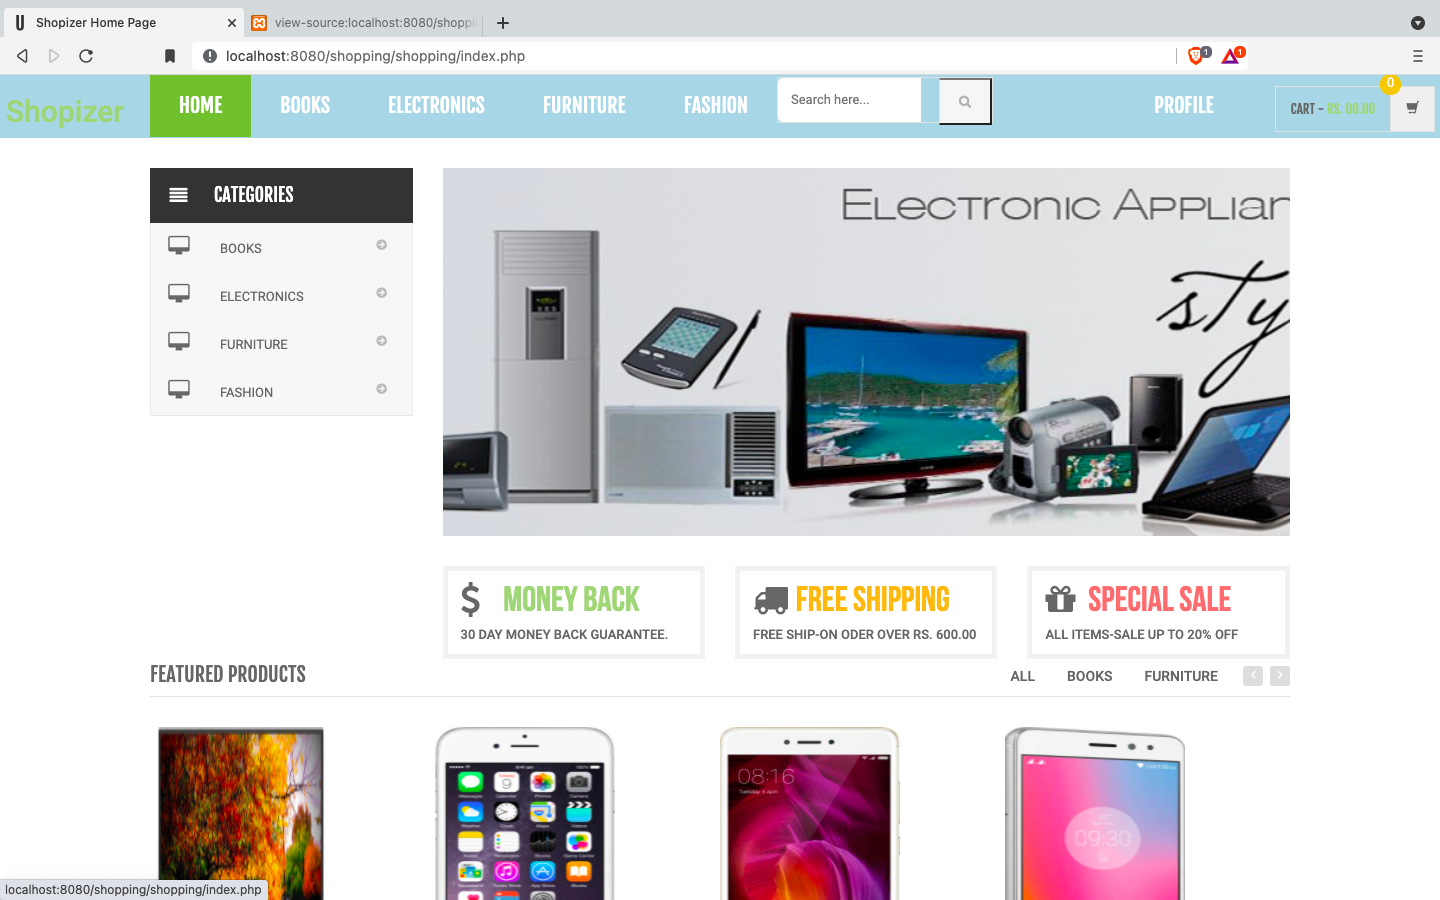 Shopizer Home Page
view-source:localhost:8080/shoppi
localhost:8080/shopping/shopping/index.php
1
1
Shopizer
HOME
BOOKS
ELECTRONICS
FURNITURE
FASHION
Search here...
PROFILE
CART - RS. 00.00
0
CATEGORIES
BOOKS
ELECTRONICS
FURNITURE
FASHION
Electronic Applian
sty
MONEY BACK
30 DAY MONEY BACK GUARANTEE.
FREE SHIPPING
FREE SHIP-ON ODER OVER RS. 600.00
SPECIAL SALE
ALL ITEMS-SALE UP TO 20% OFF
FEATURED PRODUCTS
ALL
BOOKS
FURNITURE
08:16
09:30
localhost:8080/shopping/shopping/index.php